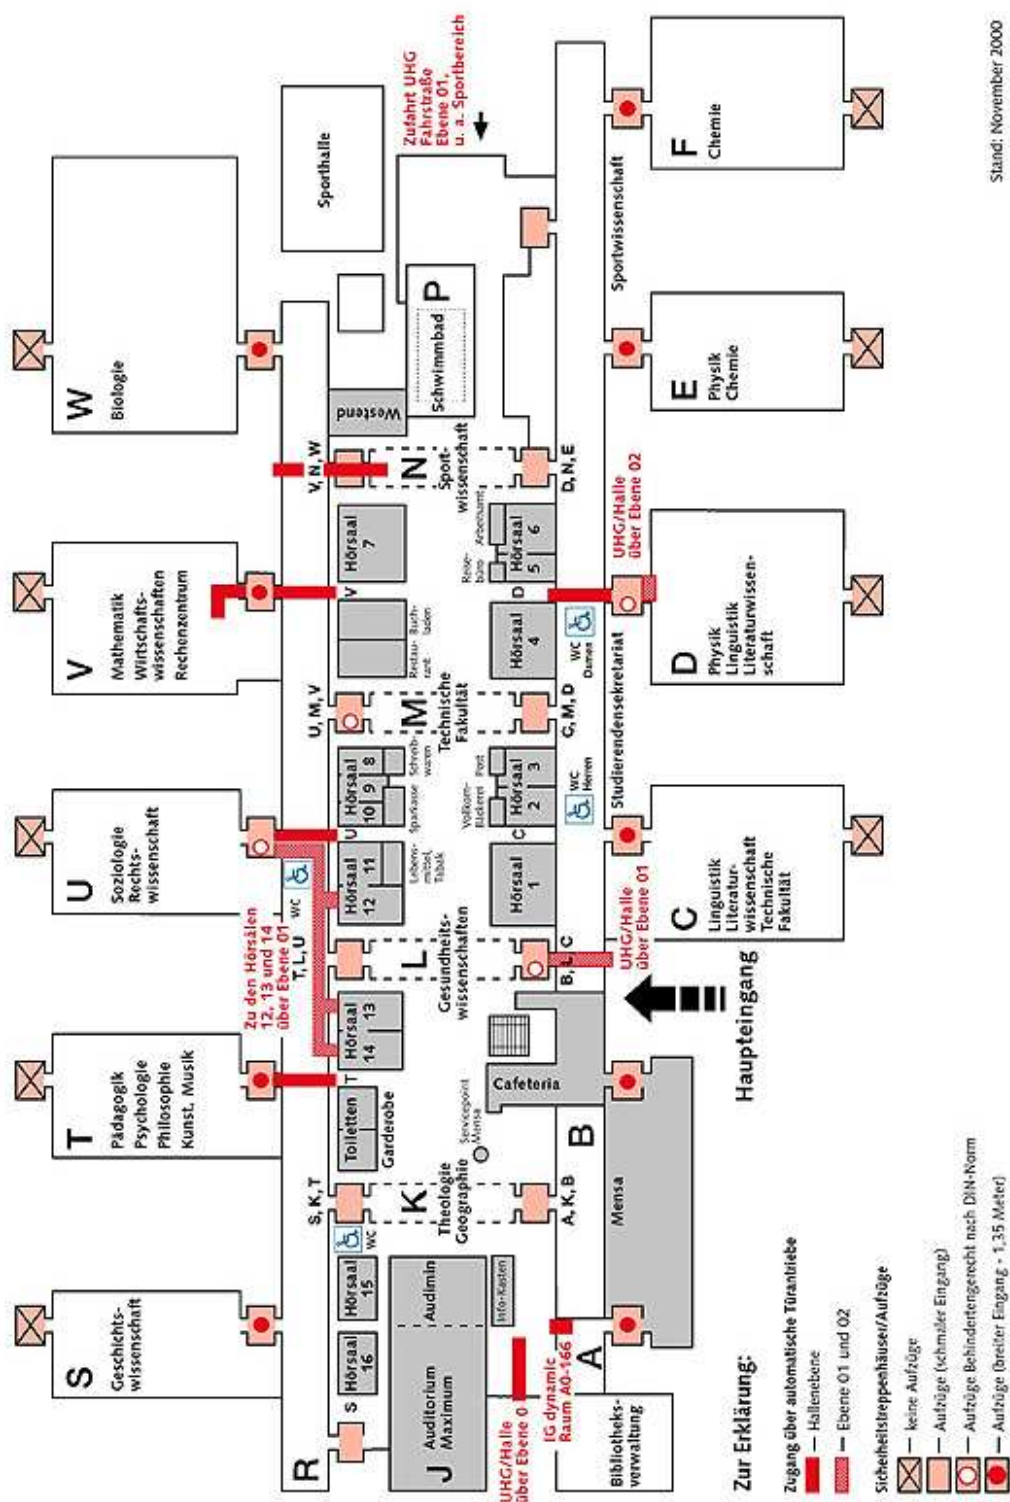 Stand: November 2000
W
Biologie
V
Mathematik
Wirtschafts-
wissenschaften
Rechenzentrum
U
Soziologie
Rechts-
wissenschaft
T
Pädagogik
Psychologie
Philosophie
Kunst. Musik
S
Geschichts-
wissenschaft
Sporthalle
Zufahrt UHG
Fahrstraße
Ebene 01,
u. a. Sportbereich
Zu den Hörsälen
12, 13 und 14
über Ebene 01
R
S
S, K, T
T
T, L, U
U
U, M, V
V
V, N, W
WC
WC
Hörsaal
16
Hörsaal
15
Toiletten
Garderobe
Hörsaal
14 13
Hörsaal
12 11
Lebens-
mittel,
Tabak
Hörsaal
10 9 8
Sparkasse
Schreib-
waren
Restau-
rant
Buch-
laden
Hörsaal
7
Westend
P
Schwimmbad
J
Auditorium
Maximum
Audimin
Info-Kasten
K
Theologie
Geographie
L
Gesundheits-
wissenschaften
M
Technische
Fakultät
N
Sport-
wissenschaft
Servicepoint
Mensa
Cafeteria
Hörsaal
1
Vollkorn-
Bäckerei
Post
Hörsaal
2 3
Hörsaal
4
Reise-
büro
Arbeitsamt
Hörsaal
5 6
A, K, B
B, L, C
C
C, M, D
D
D, N, E
UHG/Halle
über Ebene 0
IG dynamic
Raum A0-166
A
B
Bibliotheks-
verwaltung
Mensa
WC
Herren
WC
Damen
Studierendensekretariat
Sportwissenschaft
UHG/Halle
über Ebene 01
UHG/Halle
über Ebene 02
Haupteingang
C
Linguistik
Literatur-
wissenschaft
Technische
Fakultät
D
Physik
Linguistik
Literaturwissen-
schaft
E
Physik
Chemie
F
Chemie
Zur Erklärung:
Zugang über automatische Türantriebe
— Hallenebene
— Ebene 01 und 02
Sicherheitstreppenhäuser/Aufzüge
— keine Aufzüge
— Aufzüge (schmaler Eingang)
— Aufzüge Behindertengerecht nach DIN-Norm
— Aufzüge (breiter Eingang - 1,35 Meter)